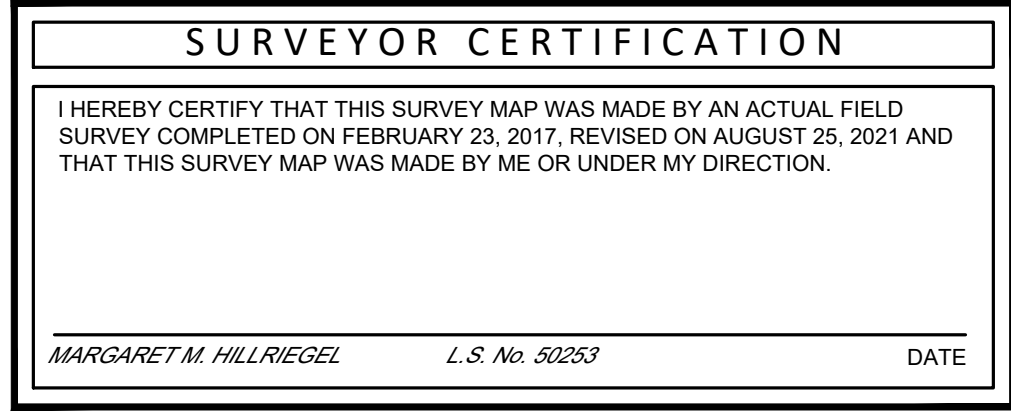 SURVEYOR CERTIFICATION
I HEREBY CERTIFY THAT THIS SURVEY MAP WAS MADE BY AN ACTUAL FIELD
SURVEY COMPLETED ON FEBRUARY 23, 2017, REVISED ON AUGUST 25, 2021 AND
THAT THIS SURVEY MAP WAS MADE BY ME OR UNDER MY DIRECTION.
MARGARET M. HILLRIEGEL L.S. No. 50253 DATE